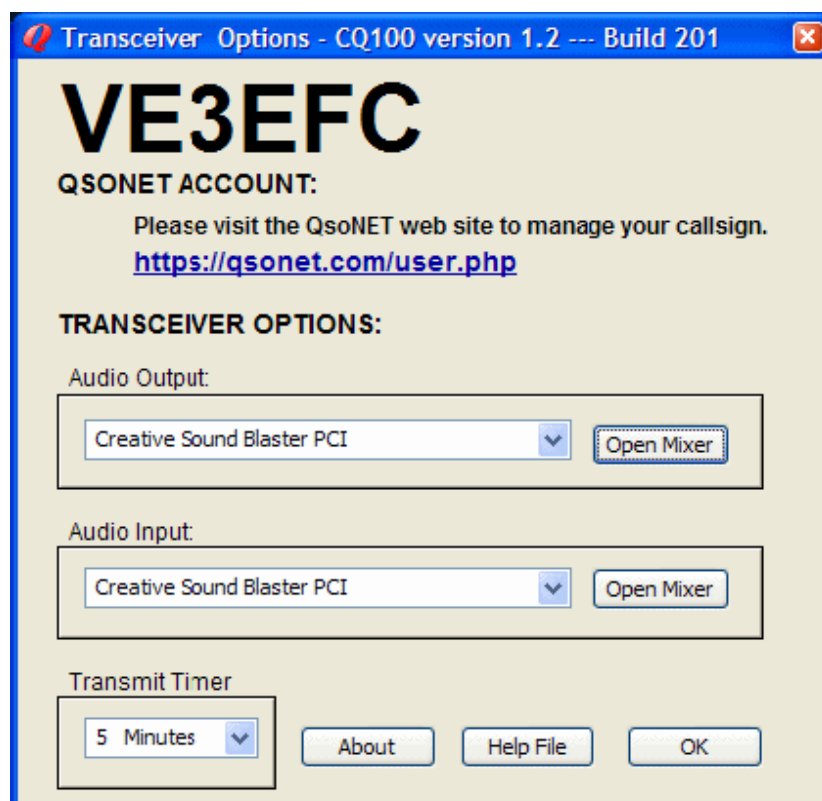 Transceiver Options - CQ100 version 1.2 --- Build 201
VE3EFC
QSONET ACCOUNT:
Please visit the QsoNET web site to manage your callsign.
https://qsonet.com/user.php
TRANSCEIVER OPTIONS:
Audio Output:
Creative Sound Blaster PCI
Open Mixer
Audio Input:
Creative Sound Blaster PCI
Open Mixer
Transmit Timer
5 Minutes
About
Help File
OK